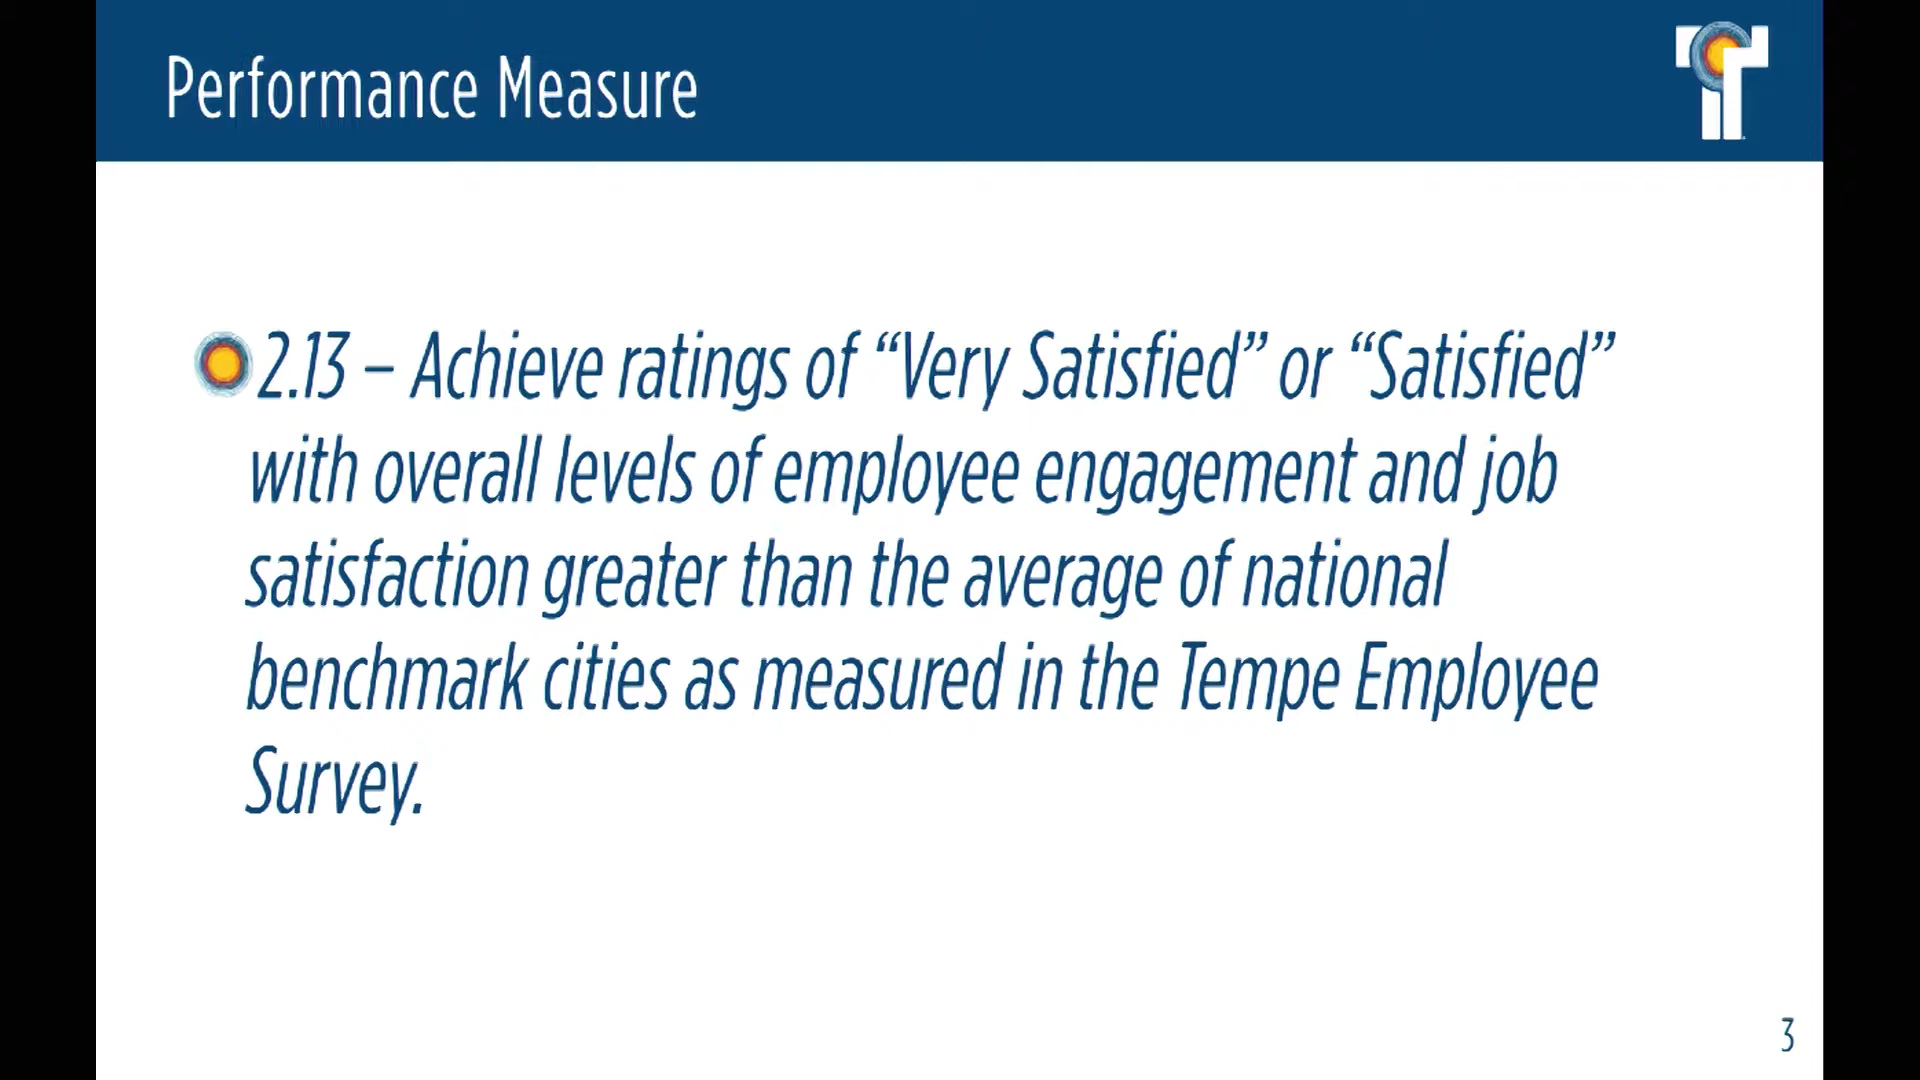 Performance Measure
2.13 – Achieve ratings of “Very Satisfied” or “Satisfied”
with overall levels of employee engagement and job
satisfaction greater than the average of national
benchmark cities as measured in the Tempe Employee
Survey.
3